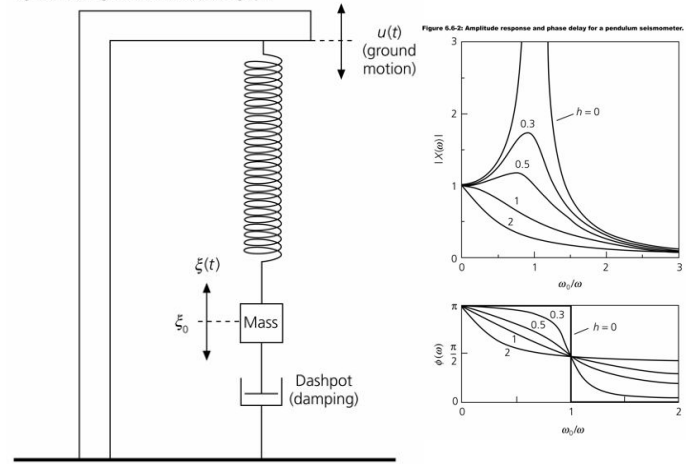 u(t)
(ground
motion)
ξ(t)
ξ0
Mass
Dashpot
(damping)
Figure 6.6-2: Amplitude response and phase delay for a pendulum seismometer.
3
2
1
0
|X(ω)|
h = 0
0.3
0.5
1
2
0
1
2
3
ω0/ω
π
π/2
0
ϕ(ω)
0.3
0.5
1
2
h = 0
0
1
2
ω0/ω